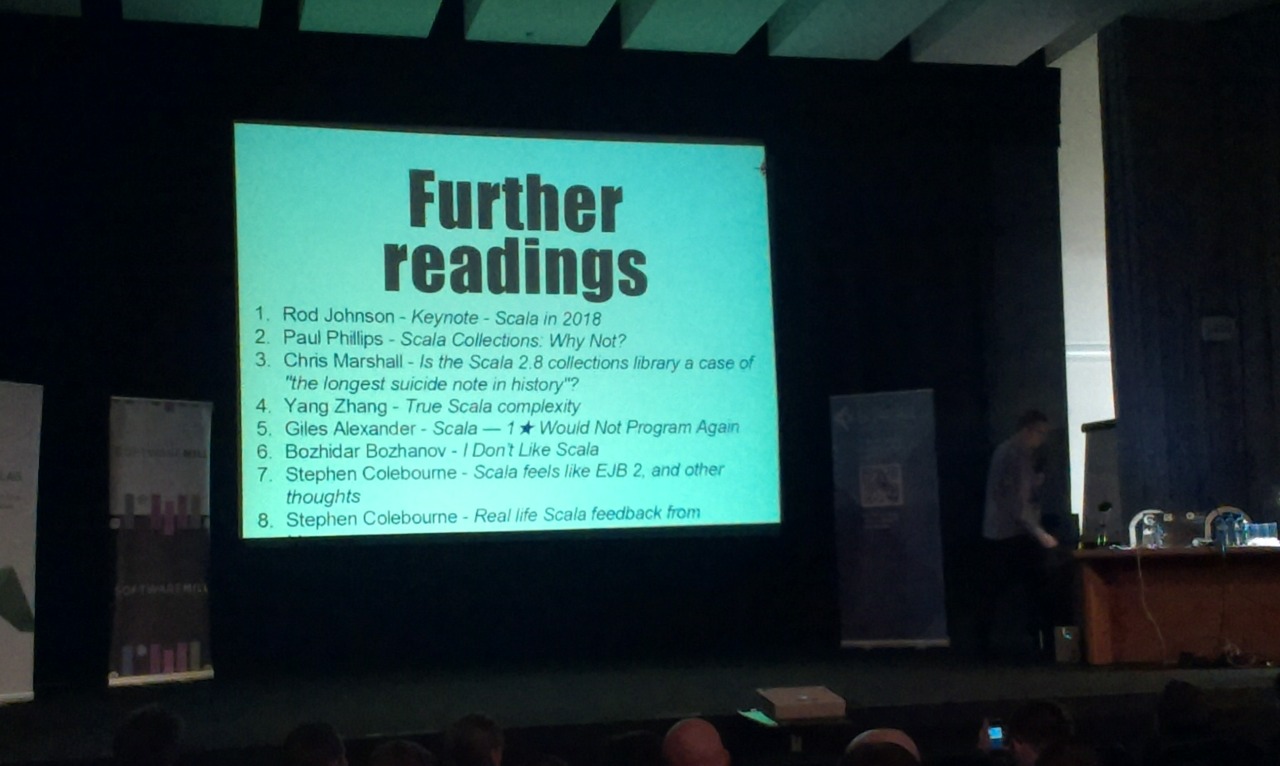 Further
readings
1. Rod Johnson - Keynote - Scala in 2018
2. Paul Phillips - Scala Collections: Why Not?
3. Chris Marshall - Is the Scala 2.8 collections library a case of
"the longest suicide note in history"?
4. Yang Zhang - True Scala complexity
5. Giles Alexander - Scala — 1 ★ Would Not Program Again
6. Bozhidar Bozhanov - I Don't Like Scala
7. Stephen Colebourne - Scala feels like EJB 2, and other
thoughts
8. Stephen Colebourne - Real life Scala feedback from
SOFTWAREMILL
SOFTWAREMILL